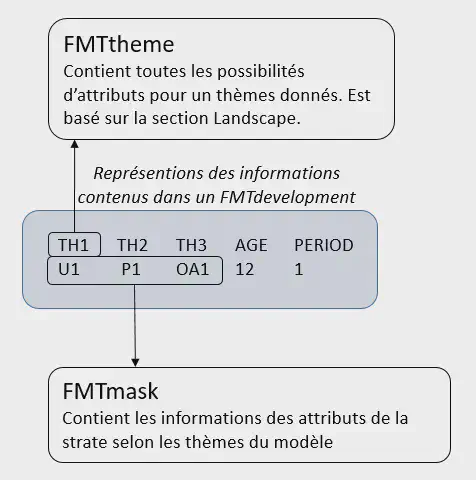 FMTtheme
Contient toutes les possibilités
d'attributs pour un thèmes donnés. Est
basé sur la section Landscape.
Représentions des informations
contenus dans un FMTdevelopment
TH1 TH2 TH3 AGE PERIOD
U1 P1 OA1 12 1
FMTmask
Contient les informations des attributs de la
strate selon les thèmes du modèle